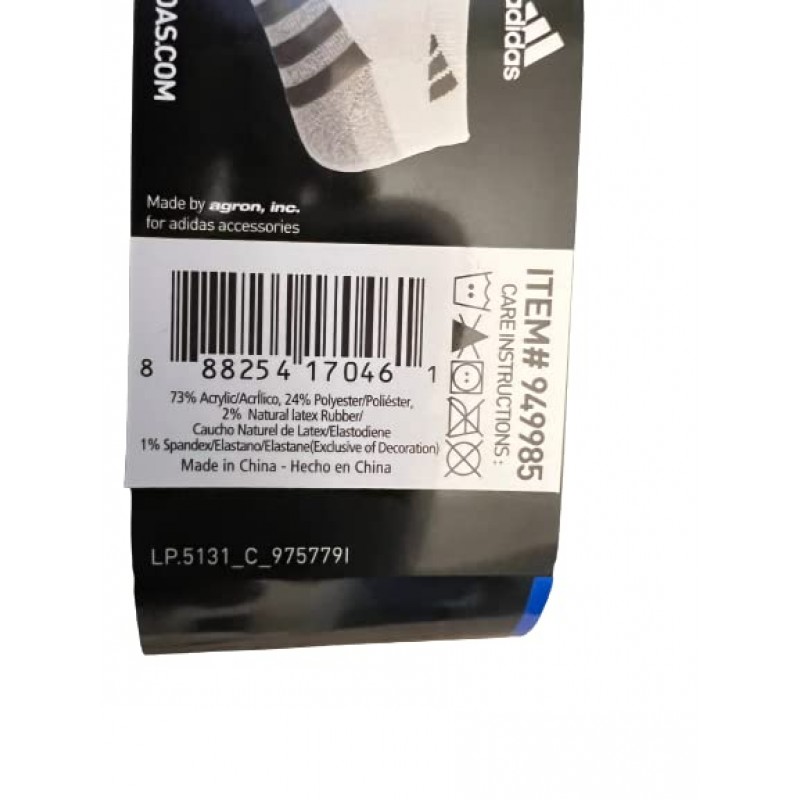 DAS.COM
adidas
Made by agron, inc.
for adidas accessories
8 88254 17046 1
73% Acrylic/Acrílico, 24% Polyester/Poliéster,
2% Natural latex Rubber/
Caucho Naturel de Latex/Elastodiene
1% Spandex/Elastano/Elastane(Exclusive of Decoration)
Made in China - Hecho en China
ITEM# 949985
CARE INSTRUCTIONS :
LP.5131_C_975779I